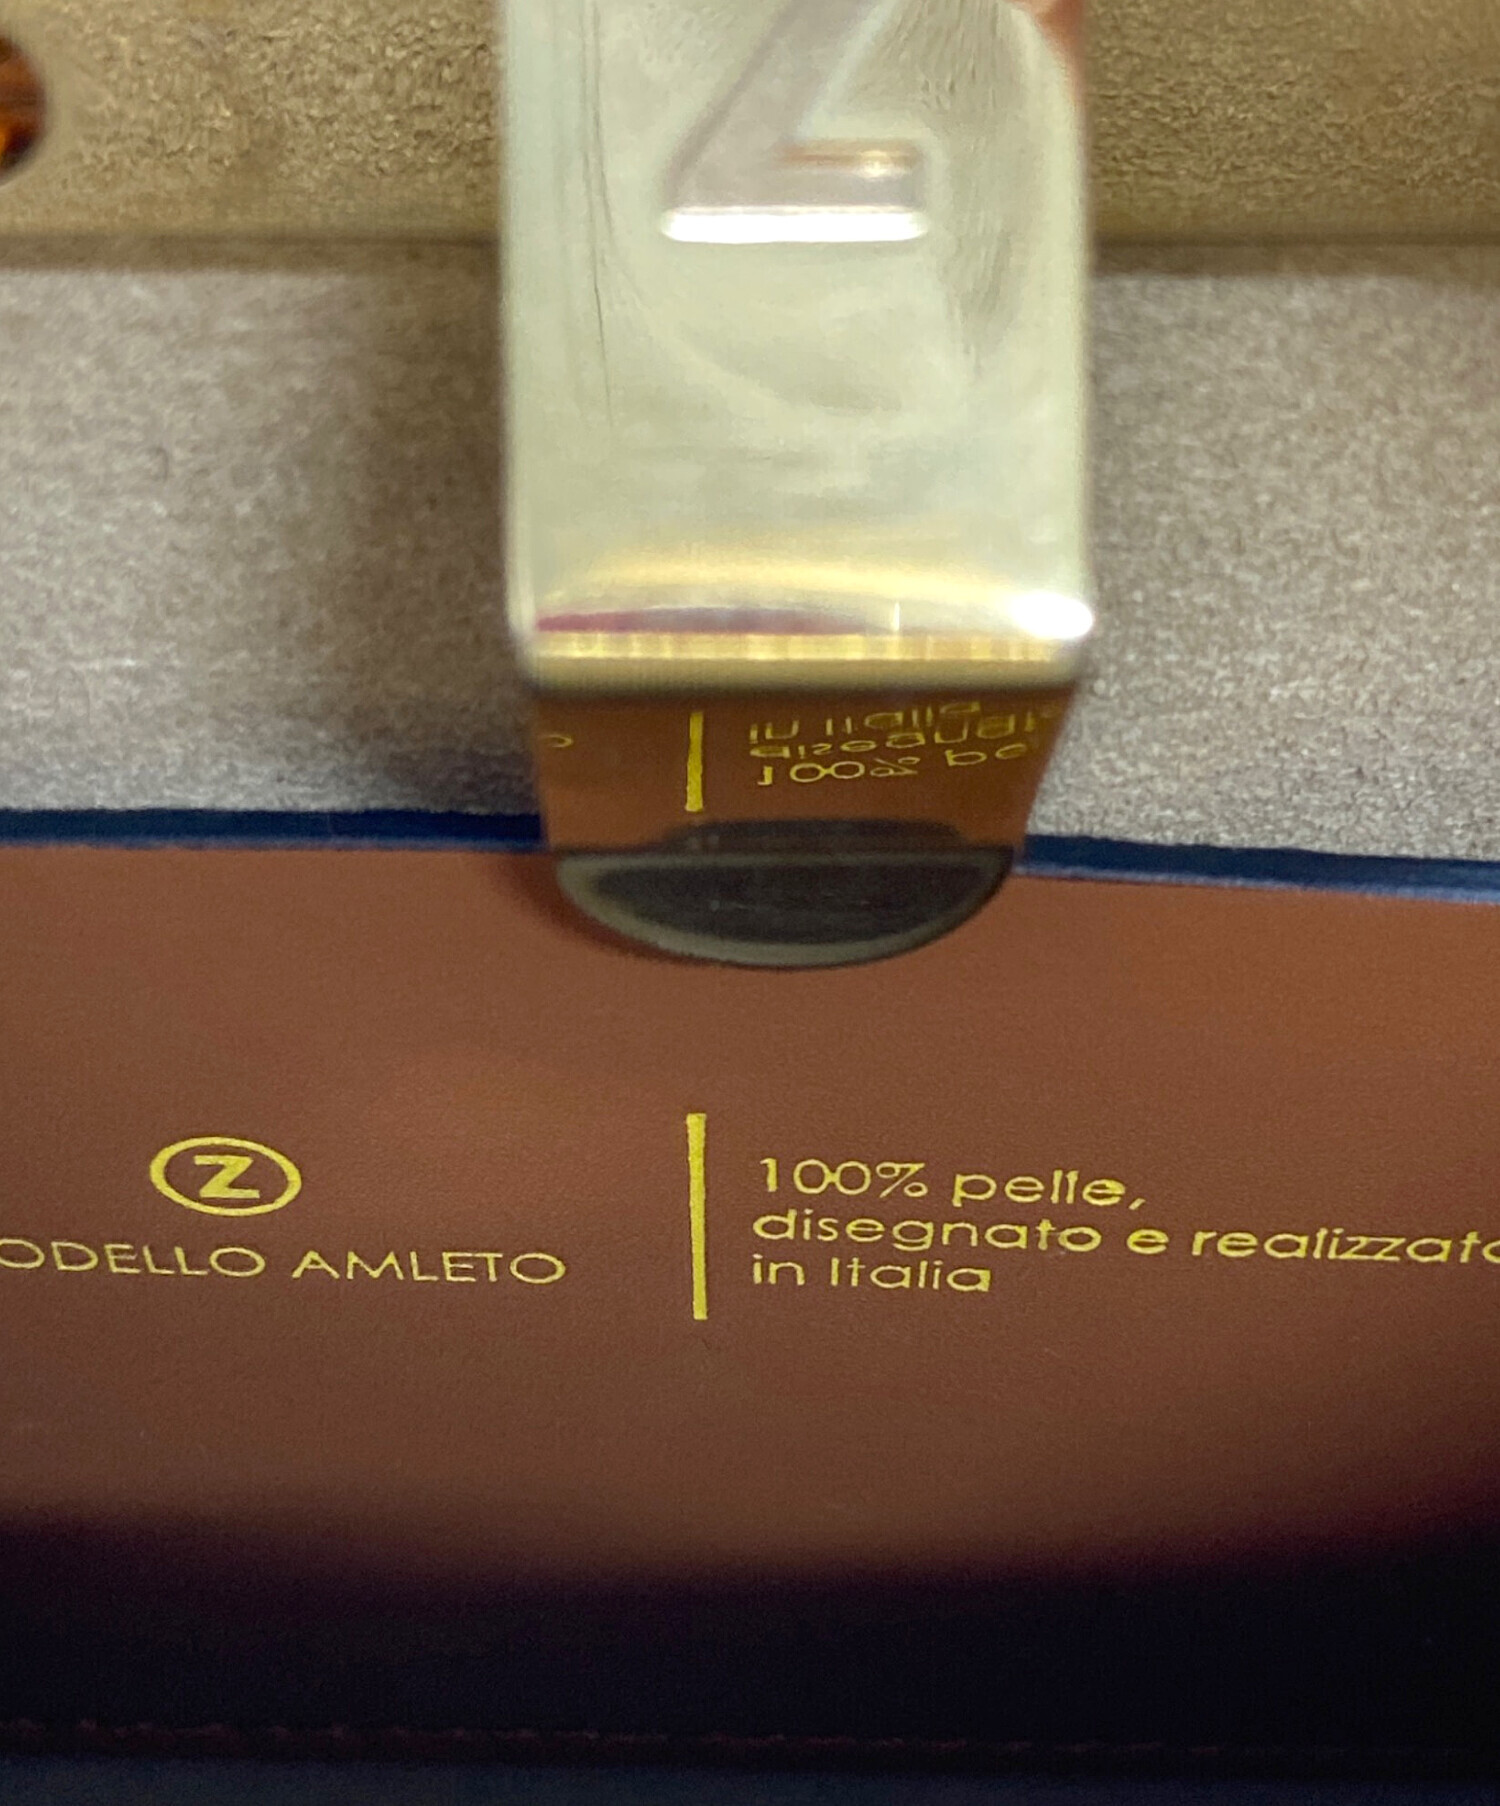 Z
Z
ODELLO AMLETO
100% pelle,
disegnato e realizzato
in Italia